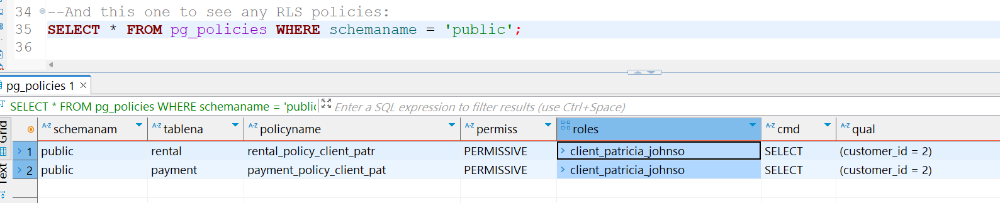 34 --And this one to see any RLS policies:
35 SELECT * FROM pg_policies WHERE schemaname = 'public';
36
pg_policies 1
SELECT * FROM pg_policies WHERE schemaname = 'public Enter a SQL expression to filter results (use Ctrl+Space)
Grid
A-Z schemanam A-Z tablena A-Z policyname A-Z permiss roles A-Z cmd A-Z qual
1 public rental rental_policy_client_patr PERMISSIVE client_patricia_johnso SELECT (customer_id = 2)
2 public payment payment_policy_client_pat PERMISSIVE client_patricia_johnso SELECT (customer_id = 2)
Text